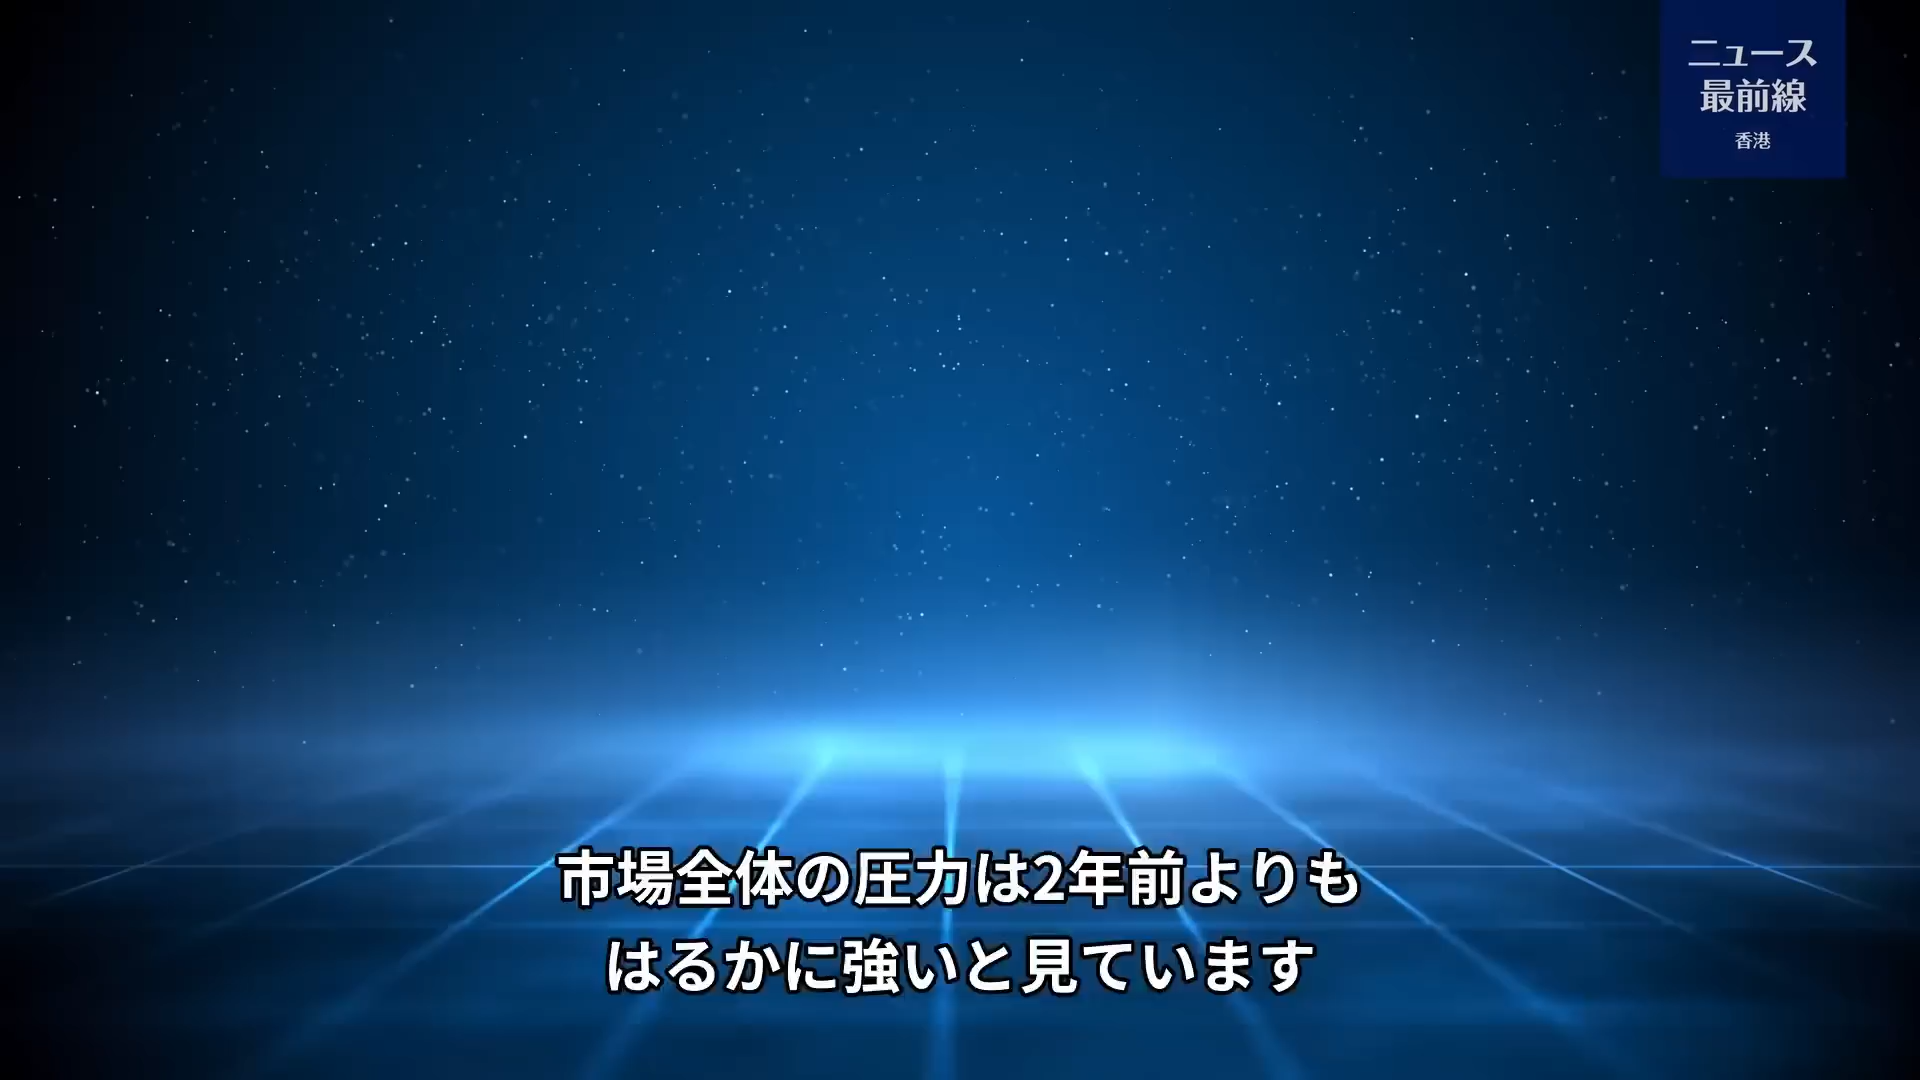 ニュース
最前線
香港
市場全体の圧力は2年前よりも
はるかに強いと見ています